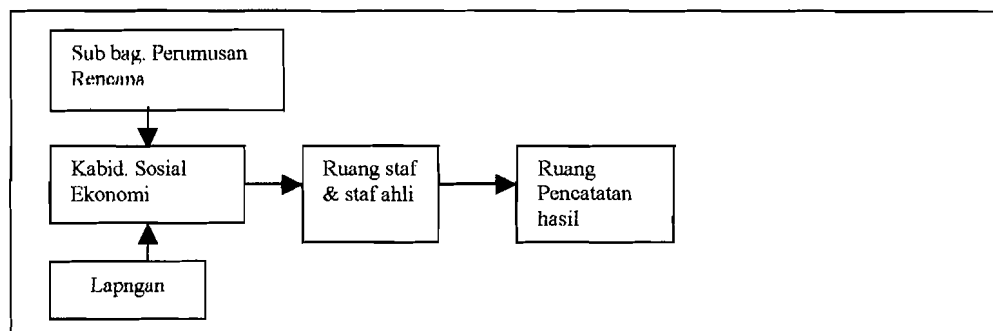 Sub bag. Perumusan
Rencana
Kabid. Sosial
Ekonomi
Ruang staf
& staf ahli
Ruang
Pencatatan
hasil
Lapngan